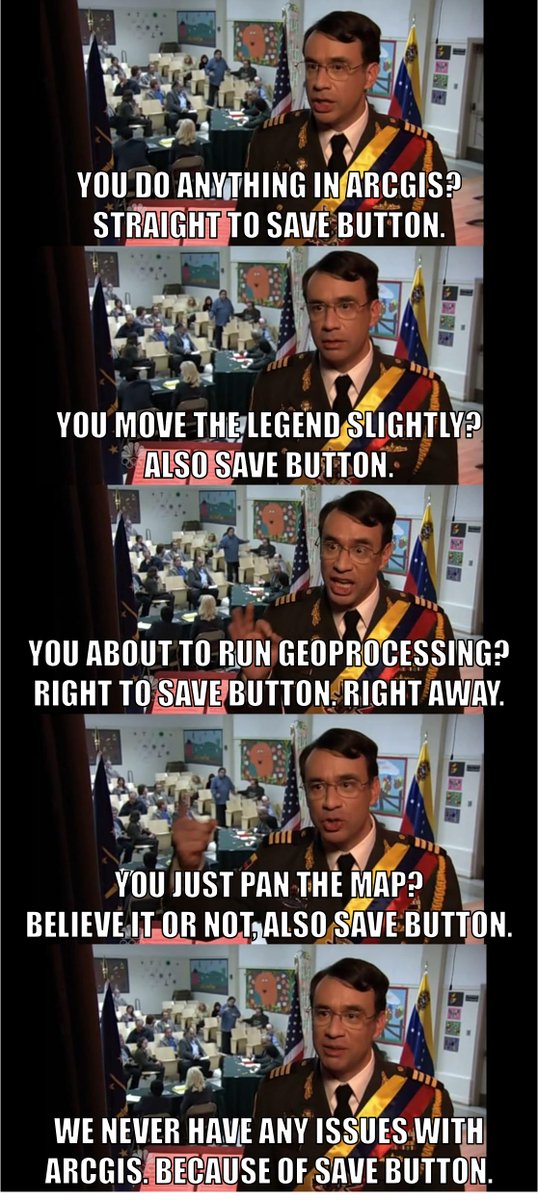 YOU DO ANYTHING IN ARCGIS?
STRAIGHT TO SAVE BUTTON.
YOU MOVE THE LEGEND SLIGHTLY?
ALSO SAVE BUTTON.
YOU ABOUT TO RUN GEOPROCESSING?
RIGHT TO SAVE BUTTON. RIGHT AWAY.
YOU JUST PAN THE MAP?
BELIEVE IT OR NOT, ALSO SAVE BUTTON.
WE NEVER HAVE ANY ISSUES WITH
ARCGIS. BECAUSE OF SAVE BUTTON.